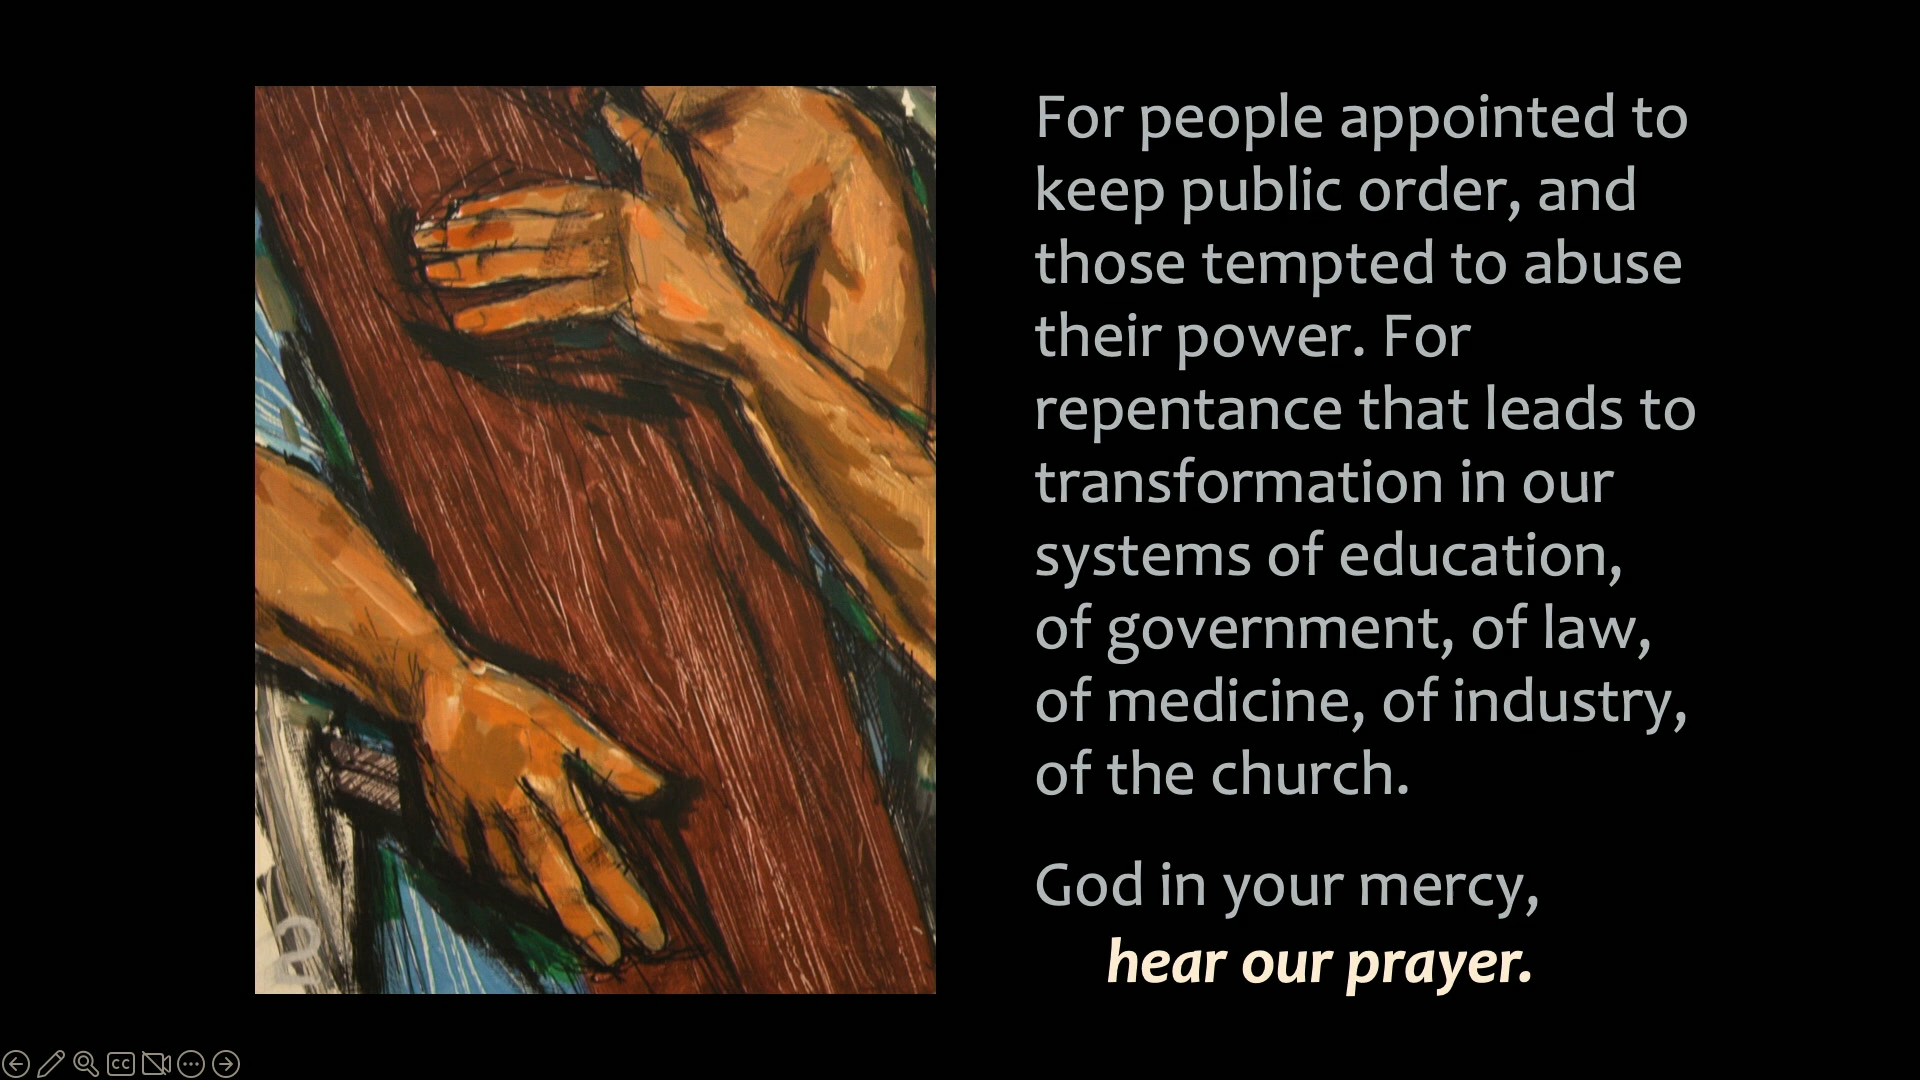 For people appointed to
keep public order, and
those tempted to abuse
their power. For
repentance that leads to
transformation in our
systems of education,
of government, of law,
of medicine, of industry,
of the church.
God in your mercy,
hear our prayer.
2
CC